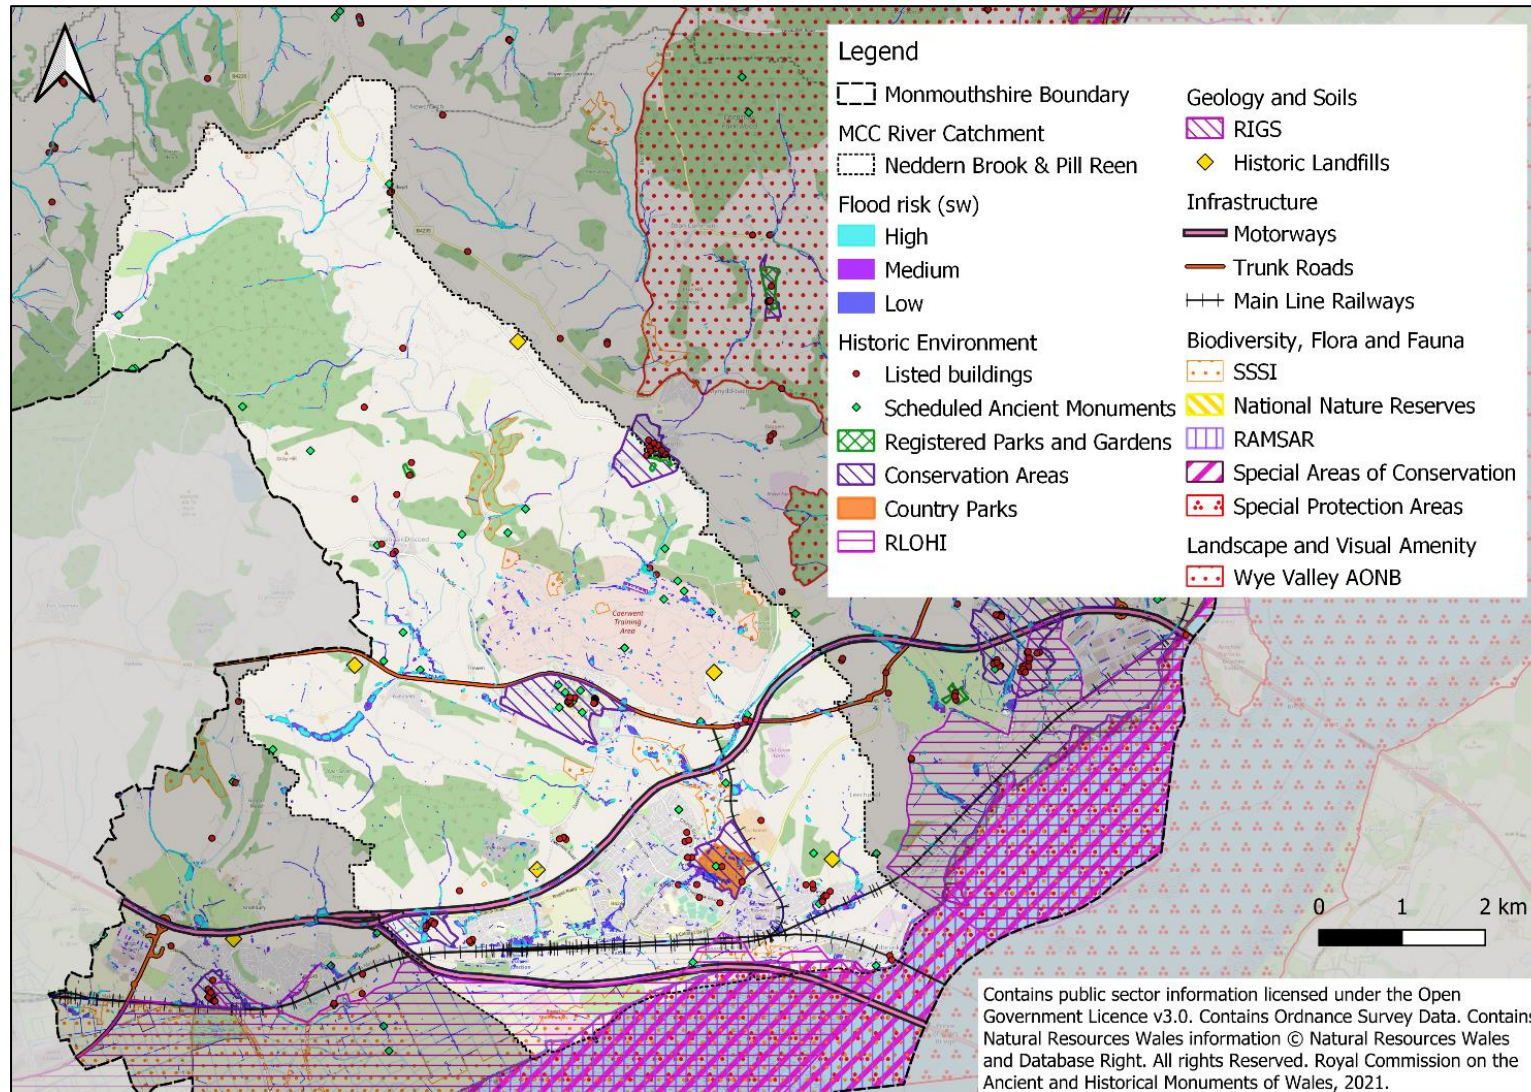 Legend
Monmouthshire Boundary
MCC River Catchment
Neddern Brook & Pill Reen
Flood risk (sw)
High
Medium
Low
Historic Environment
Listed buildings
Scheduled Ancient Monuments
Registered Parks and Gardens
Conservation Areas
Country Parks
RLOHI
Geology and Soils
RIGS
Historic Landfills
Infrastructure
Motorways
Trunk Roads
Main Line Railways
Biodiversity, Flora and Fauna
SSSI
National Nature Reserves
RAMSAR
Special Areas of Conservation
Special Protection Areas
Landscape and Visual Amenity
Wye Valley AONB
B4235
B4235
Gray Hill
Caerwent
Training
Area
0 1 2 km
Contains public sector information licensed under the Open
Government Licence v3.0. Contains Ordnance Survey Data. Contains
Natural Resources Wales information © Natural Resources Wales
and Database Right. All rights Reserved. Royal Commission on the
Ancient and Historical Monuments of Wales, 2021.